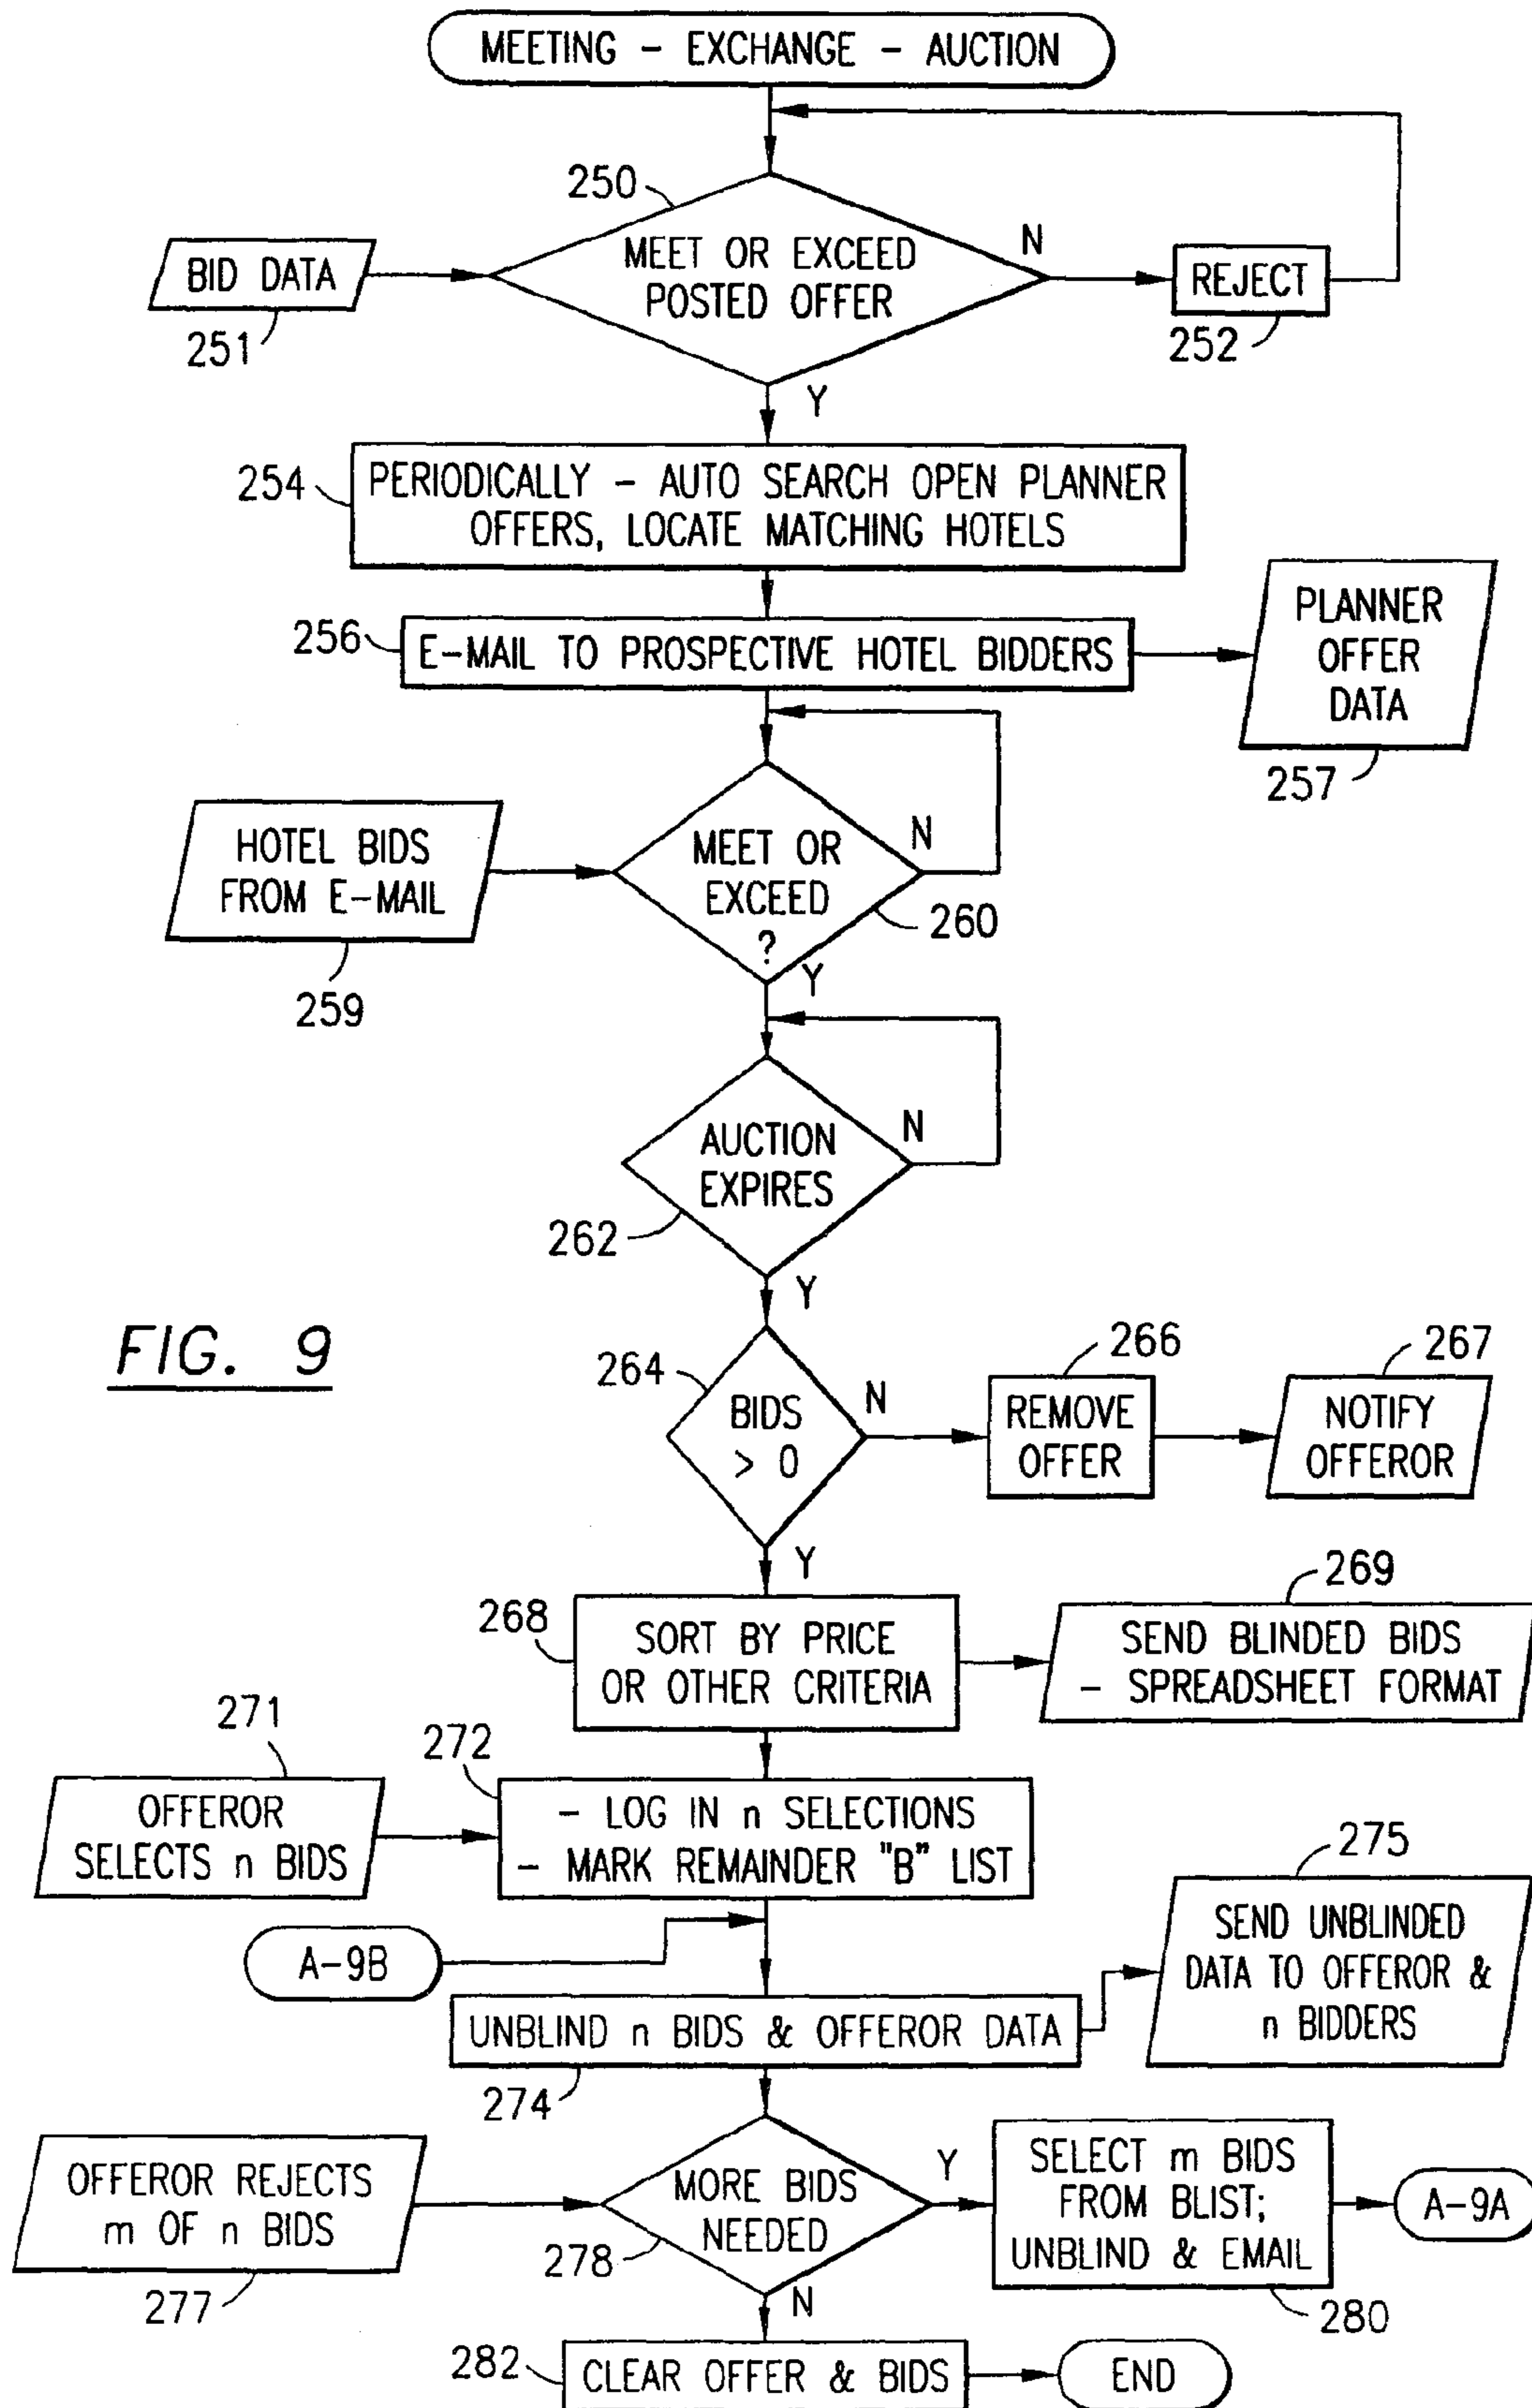 MEETING - EXCHANGE - AUCTION
250
MEET OR EXCEED
POSTED OFFER
N
BID DATA
251
REJECT
252
Y
254
PERIODICALLY - AUTO SEARCH OPEN PLANNER
OFFERS, LOCATE MATCHING HOTELS
256
E-MAIL TO PROSPECTIVE HOTEL BIDDERS
PLANNER
OFFER
DATA
257
HOTEL BIDS
FROM E-MAIL
259
MEET OR
EXCEED
?
N
260
Y
AUCTION
EXPIRES
N
262
Y
FIG. 9
264
BIDS
> 0
N
266
REMOVE
OFFER
267
NOTIFY
OFFEROR
Y
268
SORT BY PRICE
OR OTHER CRITERIA
269
SEND BLINDED BIDS
- SPREADSHEET FORMAT
271
OFFEROR
SELECTS n BIDS
272
- LOG IN n SELECTIONS
- MARK REMAINDER "B" LIST
275
SEND UNBLINDED
DATA TO OFFEROR &
n BIDDERS
A-9B
UNBLIND n BIDS & OFFEROR DATA
274
OFFEROR REJECTS
m OF n BIDS
277
MORE BIDS
NEEDED
278
Y
SELECT m BIDS
FROM BLIST;
UNBLIND & EMAIL
280
A-9A
N
282
CLEAR OFFER & BIDS
END